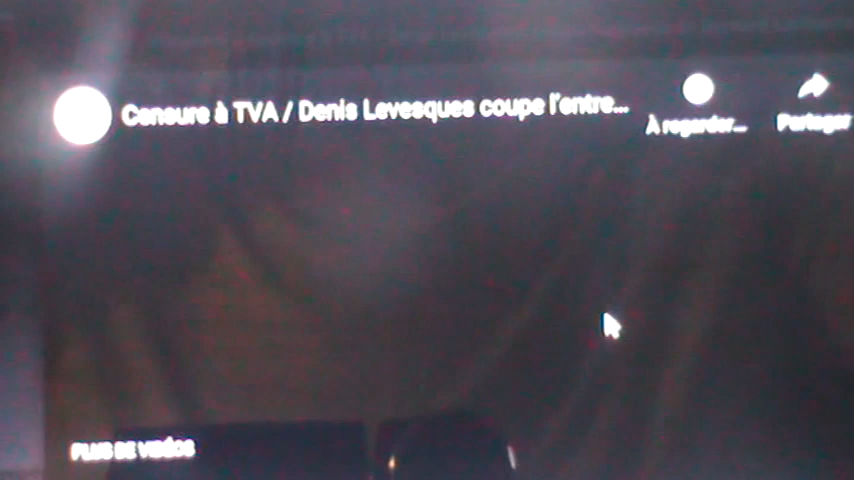 Censure à TVA / Denis Levesques coupe l'entre...
À regarder...
Partager
PLUS DE VIDÉOS